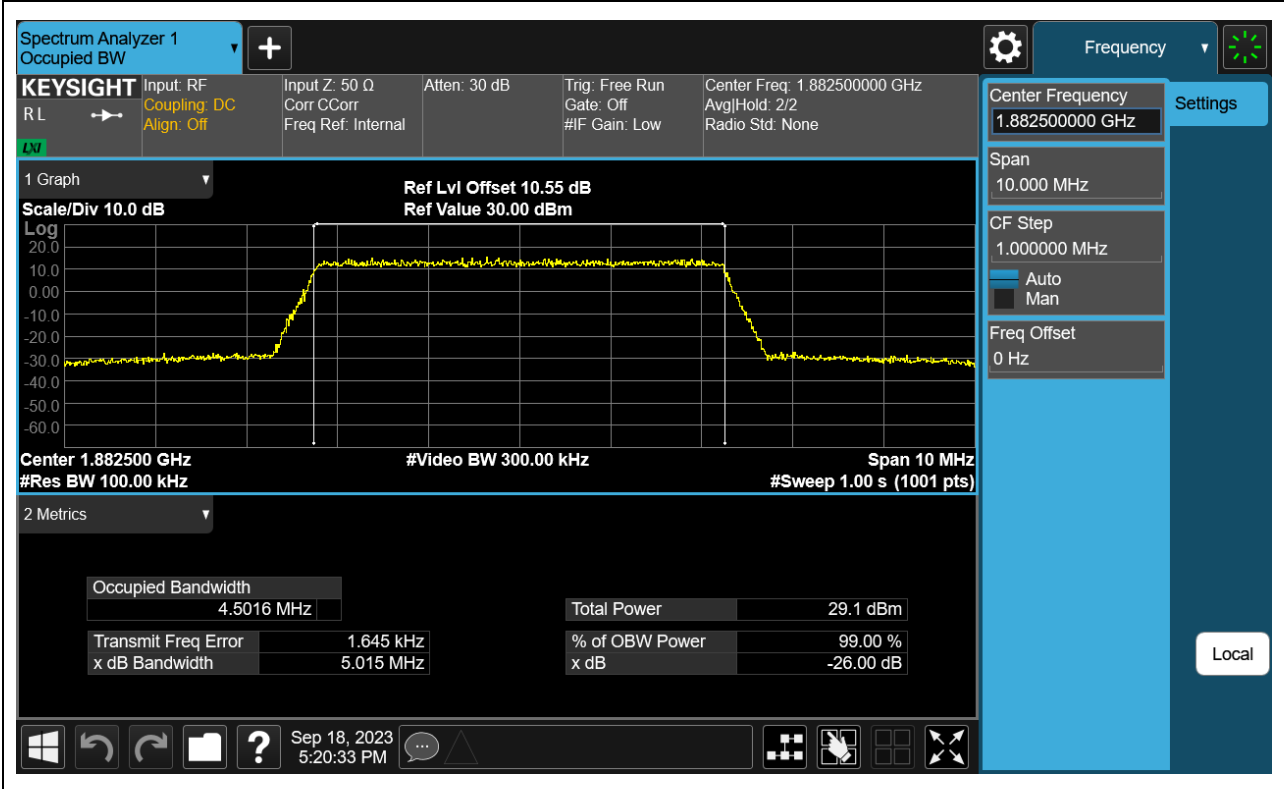 Spectrum Analyzer 1
Occupied BW
+
Frequency
KEYSIGHT
R L
LXI
Input: RF
Coupling: DC
Align: Off
Input Z: 50 Ω
Corr CCorr
Freq Ref: Internal
Atten: 30 dB
Trig: Free Run
Gate: Off
#IF Gain: Low
Center Freq: 1.882500000 GHz
Avg|Hold: 2/2
Radio Std: None
Center Frequency
1.882500000 GHz
Settings
Span
10.000 MHz
CF Step
1.000000 MHz
Auto
Man
Freq Offset
0 Hz
Local
1 Graph
Scale/Div 10.0 dB
Ref Lvl Offset 10.55 dB
Ref Value 30.00 dBm
Log
20.0
10.0
0.00
-10.0
-20.0
-30.0
-40.0
-50.0
-60.0
Center 1.882500 GHz
#Video BW 300.00 kHz
Span 10 MHz
#Res BW 100.00 kHz
#Sweep 1.00 s (1001 pts)
2 Metrics
Occupied Bandwidth
4.5016 MHz
Total Power 29.1 dBm
Transmit Freq Error 1.645 kHz
% of OBW Power 99.00 %
x dB Bandwidth 5.015 MHz
x dB -26.00 dB
?
Sep 18, 2023
5:20:33 PM